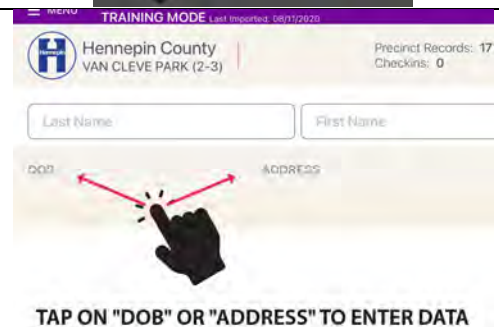 MENU TRAINING MODE Last Imported: 08/11/2020
Hennepin
Hennepin County
VAN CLEVE PARK (2-3)
Precinct Records: 17
Checkins: 0
Last Name First Name
DOB ADDRESS
TAP ON "DOB" OR "ADDRESS" TO ENTER DATA